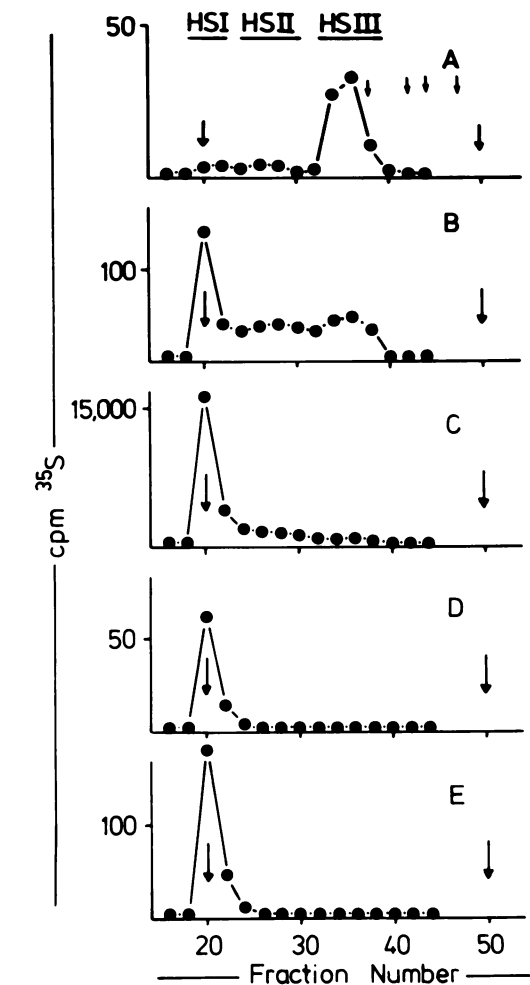 HSI HSII HSIII
50
A
B
100
15,000
C
cpm 35S
D
50
E
100
20 30 40 50
Fraction Number